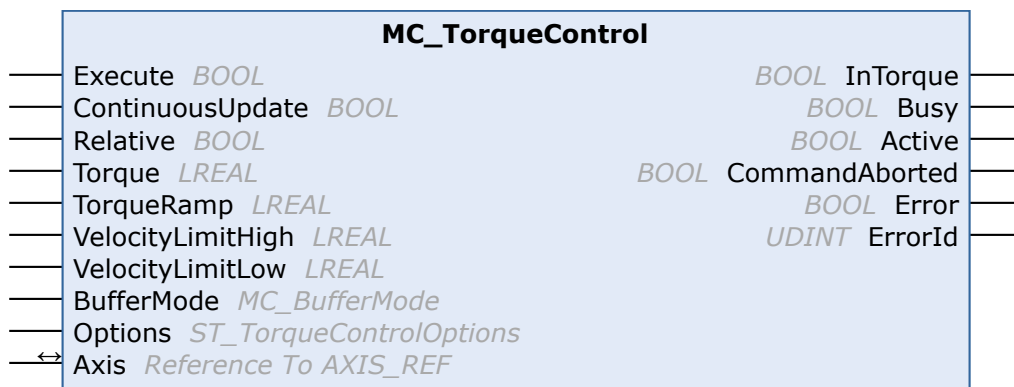 MC_TorqueControl
Execute BOOL BOOL InTorque
ContinuousUpdate BOOL BOOL Busy
Relative BOOL BOOL Active
Torque LREAL BOOL CommandAborted
TorqueRamp LREAL BOOL Error
VelocityLimitHigh LREAL UDINT ErrorId
VelocityLimitLow LREAL
BufferMode MC_BufferMode
Options ST_TorqueControlOptions
↔ Axis Reference To AXIS_REF